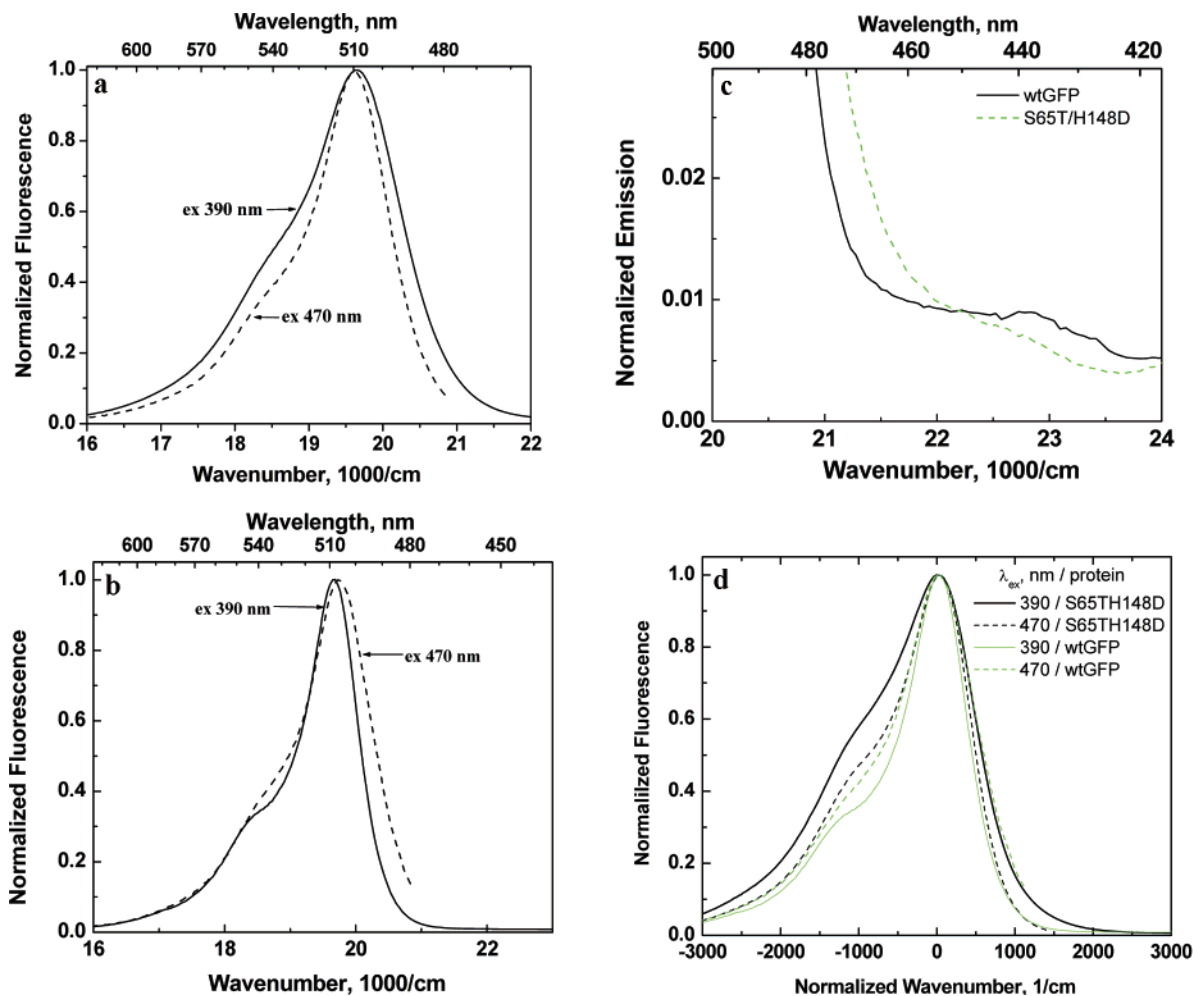 Wavelength, nm
600 570 540 510 480
a
1.0
0.8
0.6
0.4
0.2
0.0
Normalized Fluorescence
ex 390 nm
ex 470 nm
16 17 18 19 20 21 22
Wavenumber, 1000/cm
Wavelength, nm
500 480 460 440 420
c
wtGFP
S65T/H148D
0.02
0.01
0.00
Normalized Emission
20 21 22 23 24
Wavenumber, 1000/cm
Wavelength, nm
600 570 540 510 480 450
b
1.0
0.8
0.6
0.4
0.2
0.0
Normalized Fluorescence
ex 390 nm
ex 470 nm
16 18 20 22
Wavenumber, 1000/cm
d
λex, nm / protein
390 / S65TH148D
470 / S65TH148D
390 / wtGFP
470 / wtGFP
1.0
0.8
0.6
0.4
0.2
0.0
Normalilzed Fluorescence
-3000 -2000 -1000 0 1000 2000 3000
Normalized Wavenumber, 1/cm